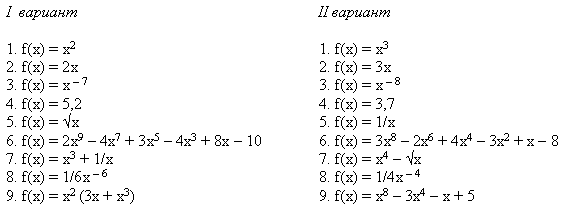 I вариант
1. f(x) = x²
2. f(x) = 2x
3. f(x) = x⁻⁷
4. f(x) = 5,2
5. f(x) = √x
6. f(x) = 2x⁹ – 4x⁷ + 3x⁵ – 4x³ + 8x – 10
7. f(x) = x³ + 1/x
8. f(x) = 1/6x⁻⁶
9. f(x) = x² (3x + x³)
II вариант
1. f(x) = x³
2. f(x) = 3x
3. f(x) = x⁻⁸
4. f(x) = 3,7
5. f(x) = 1/x
6. f(x) = 3x⁸ – 2x⁶ + 4x⁴ – 3x² + x – 8
7. f(x) = x⁴ – √x
8. f(x) = 1/4x⁻⁴
9. f(x) = x⁸ – 3x⁴ – x + 5